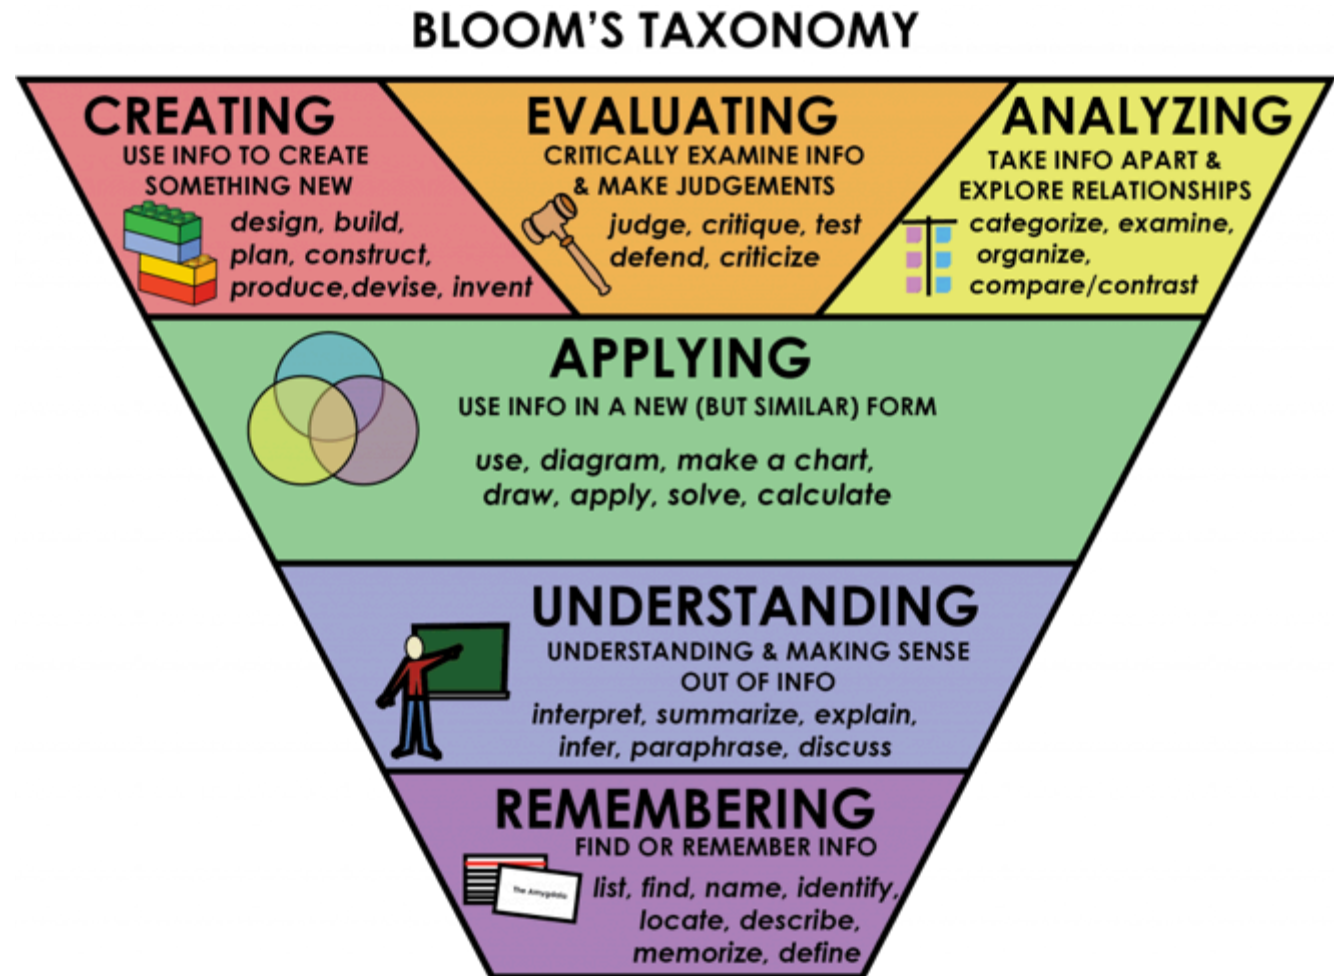 BLOOM'S TAXONOMY
CREATING
USE INFO TO CREATE
SOMETHING NEW
design, build,
plan, construct,
produce,devise, invent
EVALUATING
CRITICALLY EXAMINE INFO
& MAKE JUDGEMENTS
judge, critique, test
defend, criticize
ANALYZING
TAKE INFO APART &
EXPLORE RELATIONSHIPS
categorize, examine,
organize,
compare/contrast
APPLYING
USE INFO IN A NEW (BUT SIMILAR) FORM
use, diagram, make a chart,
draw, apply, solve, calculate
UNDERSTANDING
UNDERSTANDING & MAKING SENSE
OUT OF INFO
interpret, summarize, explain,
infer, paraphrase, discuss
REMEMBERING
FIND OR REMEMBER INFO
The Amygdala
list, find, name, identify,
locate, describe,
memorize, define